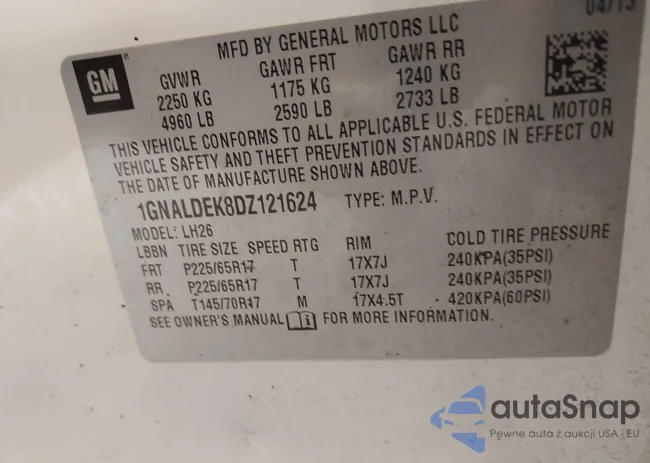 04/13
MFD BY GENERAL MOTORS LLC
GM
GVWR GAWR FRT GAWR RR
2250 KG 1175 KG 1240 KG
4960 LB 2590 LB 2733 LB
THIS VEHICLE CONFORMS TO ALL APPLICABLE U.S. FEDERAL MOTOR
VEHICLE SAFETY AND THEFT PREVENTION STANDARDS IN EFFECT ON
THE DATE OF MANUFACTURE SHOWN ABOVE.
1GNALDEK8DZ121624 TYPE: M.P.V.
MODEL: LH26
LBBN TIRE SIZE SPEED RTG RIM COLD TIRE PRESSURE
FRT P225/65R17 T 17X7J 240KPA(35PSI)
RR P225/65R17 T 17X7J 240KPA(35PSI)
SPA T145/70R17 M 17X4.5T 420KPA(60PSI)
SEE OWNER'S MANUAL FOR MORE INFORMATION.
autaSnap
Pewne auta z aukcji USA i EU